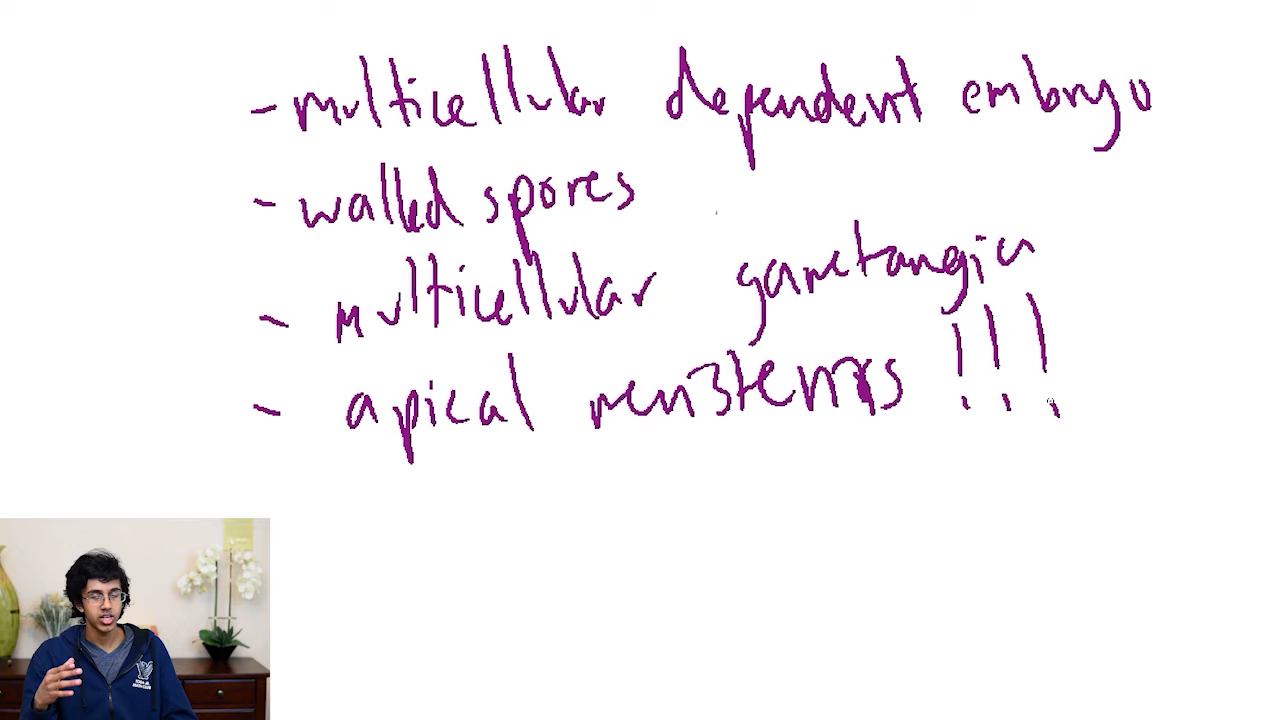 - multicellular dependent embryo
- walled spores
- multicellular gametangia
- apical meristems !!!